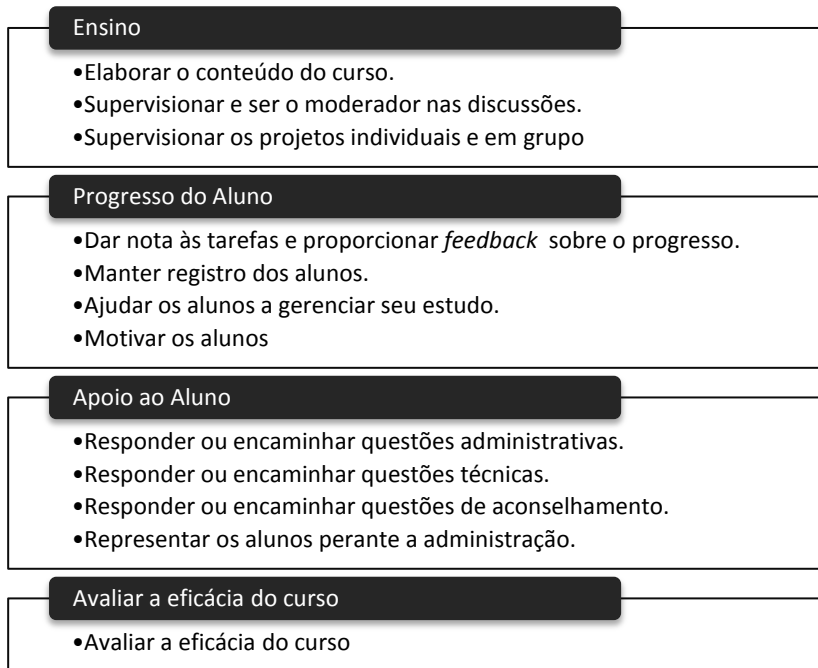 Ensino
•Elaborar o conteúdo do curso.
•Supervisionar e ser o moderador nas discussões.
•Supervisionar os projetos individuais e em grupo
Progresso do Aluno
•Dar nota às tarefas e proporcionar feedback sobre o progresso.
•Manter registro dos alunos.
•Ajudar os alunos a gerenciar seu estudo.
•Motivar os alunos
Apoio ao Aluno
•Responder ou encaminhar questões administrativas.
•Responder ou encaminhar questões técnicas.
•Responder ou encaminhar questões de aconselhamento.
•Representar os alunos perante a administração.
Avaliar a eficácia do curso
•Avaliar a eficácia do curso